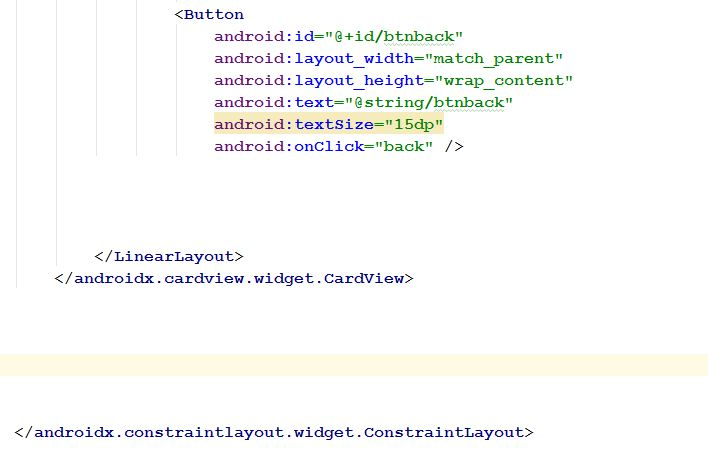 <Button
android:id="@+id/btnback"
android:layout_width="match_parent"
android:layout_height="wrap_content"
android:text="@string/btnback"
android:textSize="15dp"
android:onClick="back" />
</LinearLayout>
</androidx.cardview.widget.CardView>
</androidx.constraintlayout.widget.ConstraintLayout>